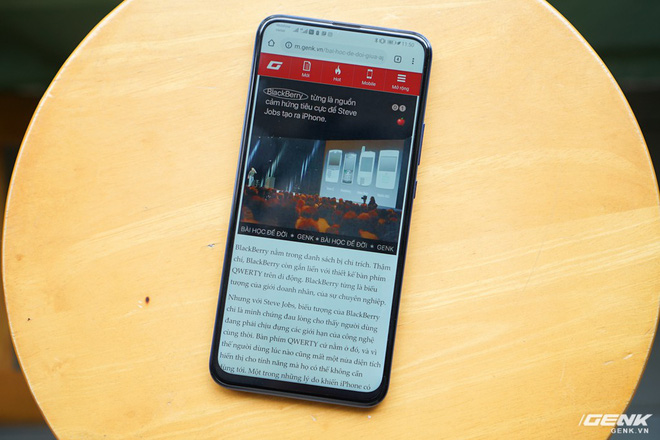 m.genk.vn/bai-hoc-de-doi-
Mới
Hot
Mobile
Mở rộng
BlackBerry từng là nguồn
cảm hứng tiêu cực để Steve
Jobs tạo ra iPhone.
BÀI HỌC ĐỂ ĐỜI GENK BÀI HỌC ĐỂ ĐỜI GENK
BlackBerry nằm trong danh sách bị chỉ trích. Thậm
chí, BlackBerry còn gắn liền với thiết kế bàn phím
QWERTY trên di động. BlackBerry từng là biểu
tượng của giới doanh nhân, của sự chuyên nghiệp.
Nhưng với Steve Jobs, biểu tượng của BlackBerry
chỉ là minh chứng đau lòng cho thấy người dùng
đang phải chịu đựng các giới hạn của công nghệ
cùng thời. Bàn phím QWERTY cứ nằm ở đó, và vì
thế người dùng lúc nào cũng mất một nửa diện tích
hiển thị cho tính năng mà họ có thể không cần
dùng tới. Một trong những lý do khiến iPhone có
GENK
GENK.VN